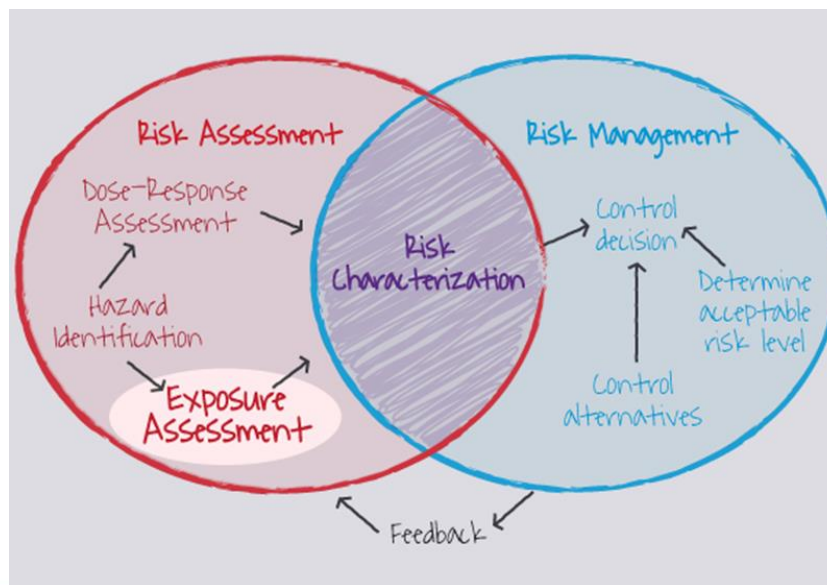 Risk Assessment
Dose-Response
Assessment
Hazard
Identification
Exposure
Assessment
Risk
Characterization
Risk Management
Control
decision
Determine
acceptable
risk level
Control
alternatives
Feedback